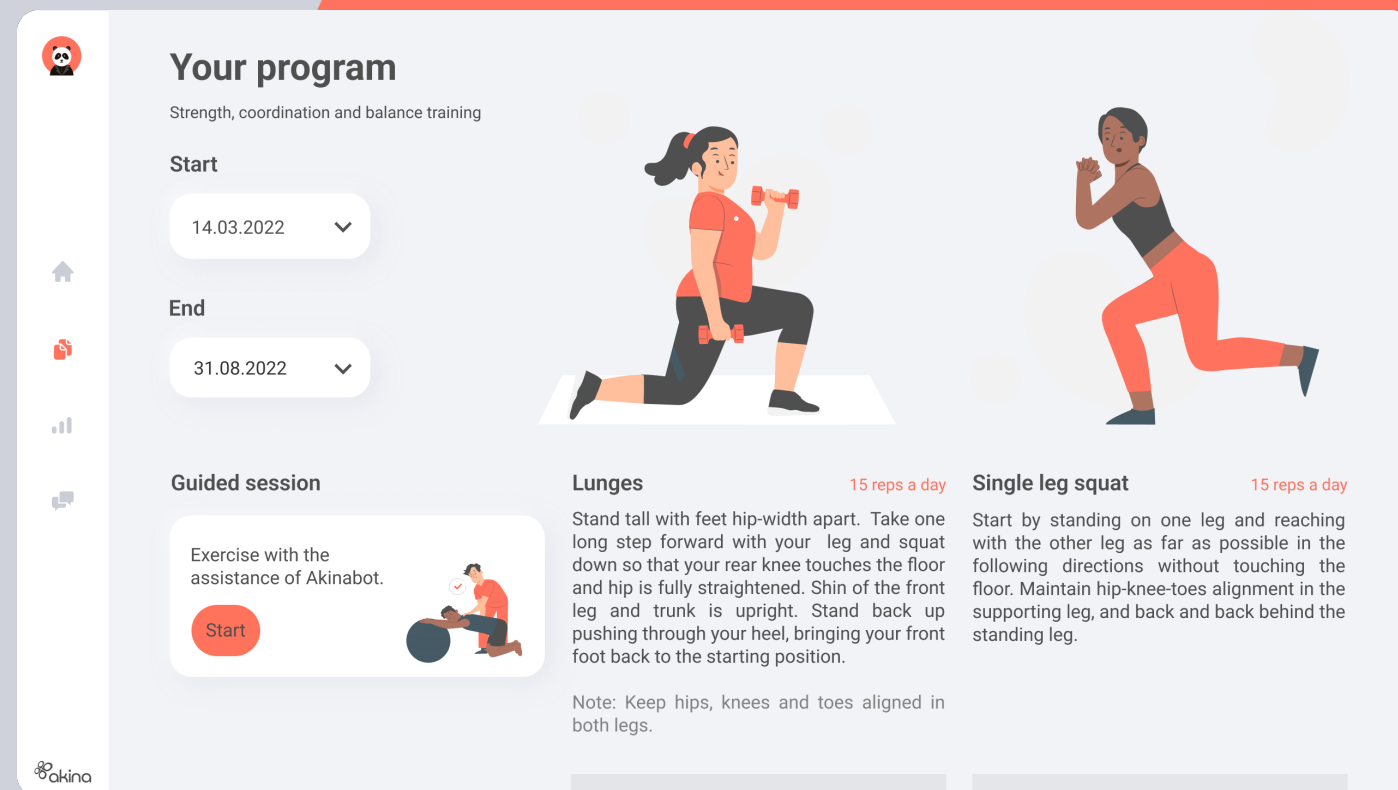 Your program
Strength, coordination and balance training
Start
14.03.2022
End
31.08.2022
Guided session
Exercise with the
assistance of Akinabot.
Start
Lunges
15 reps a day
Stand tall with feet hip-width apart. Take one
long step forward with your leg and squat
down so that your rear knee touches the floor
and hip is fully straightened. Shin of the front
leg and trunk is upright. Stand back up
pushing through your heel, bringing your front
foot back to the starting position.
Note: Keep hips, knees and toes aligned in
both legs.
Single leg squat
15 reps a day
Start by standing on one leg and reaching
with the other leg as far as possible in the
following directions without touching the
floor. Maintain hip-knee-toes alignment in the
supporting leg, and back and back behind the
standing leg.
akina